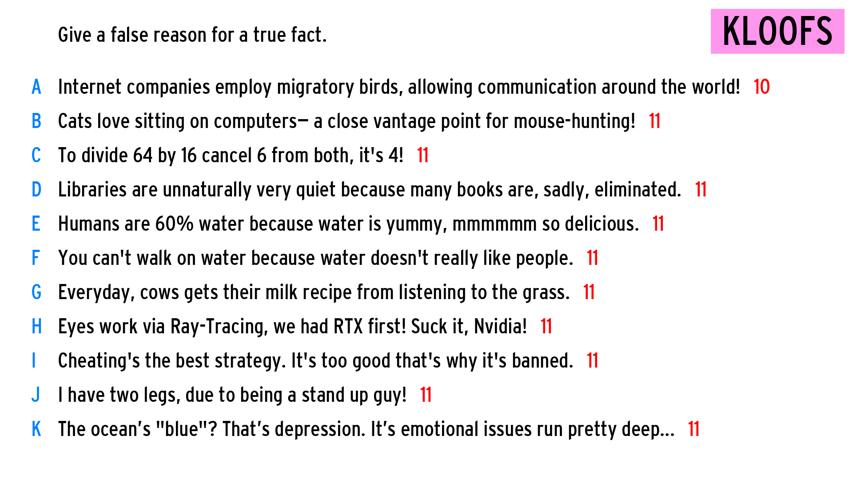 Give a false reason for a true fact.
KLOOFS
A Internet companies employ migratory birds, allowing communication around the world! 10
B Cats love sitting on computers— a close vantage point for mouse-hunting! 11
C To divide 64 by 16 cancel 6 from both, it's 4! 11
D Libraries are unnaturally very quiet because many books are, sadly, eliminated. 11
E Humans are 60% water because water is yummy, mmmmmm so delicious. 11
F You can't walk on water because water doesn't really like people. 11
G Everyday, cows gets their milk recipe from listening to the grass. 11
H Eyes work via Ray-Tracing, we had RTX first! Suck it, Nvidia! 11
I Cheating's the best strategy. It's too good that's why it's banned. 11
J I have two legs, due to being a stand up guy! 11
K The ocean’s "blue"? That’s depression. It’s emotional issues run pretty deep... 11